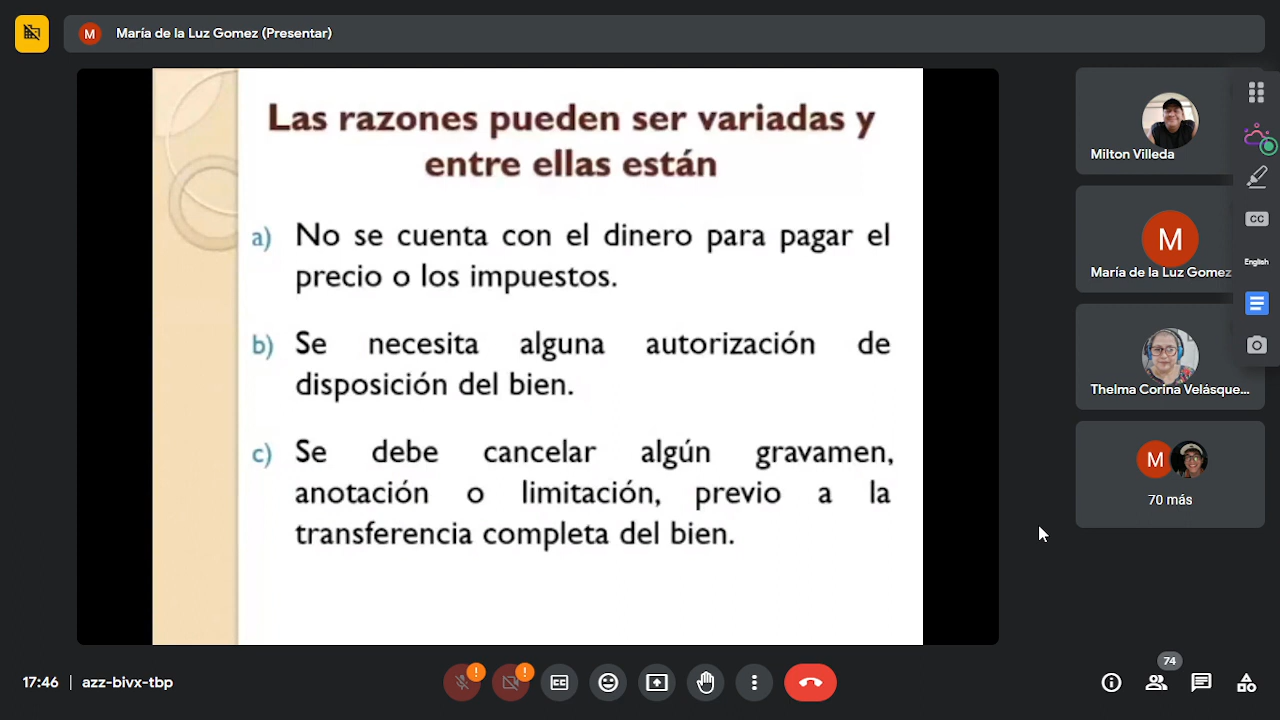 M María de la Luz Gomez (Presentar)
Las razones pueden ser variadas y
entre ellas están
a) No se cuenta con el dinero para pagar el
precio o los impuestos.
b) Se necesita alguna autorización de
disposición del bien.
c) Se debe cancelar algún gravamen,
anotación o limitación, previo a la
transferencia completa del bien.
Milton Villeda
M
María de la Luz Gomez
Thelma Corina Velásque...
M
70 más
CC
English
17:46 | azz-bivx-tbp
! !
74